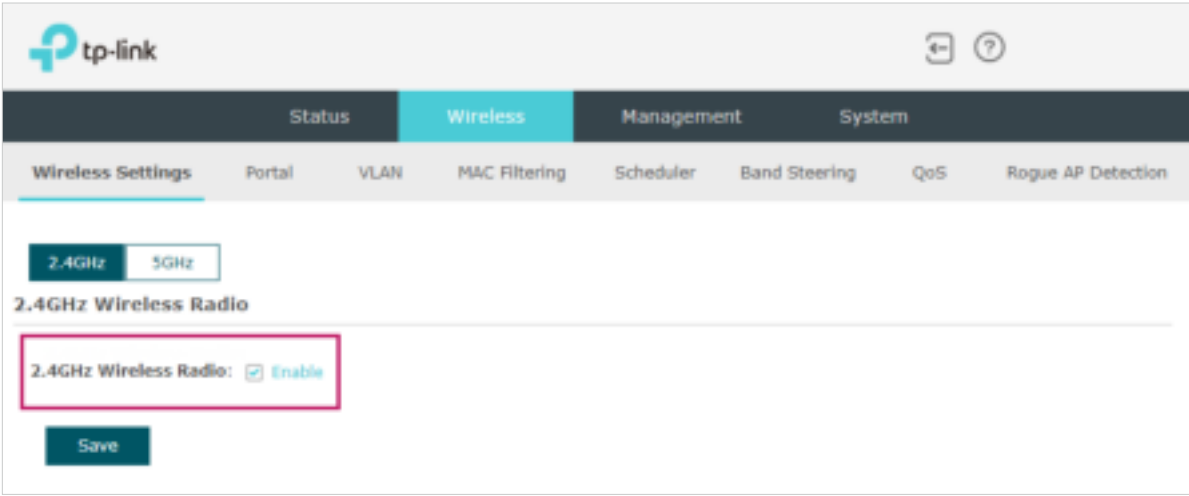 tp-link
?
Status Wireless Management System
Wireless Settings Portal VLAN MAC Filtering Scheduler Band Steering QoS Rogue AP Detection
2.4GHz 5GHz
2.4GHz Wireless Radio
2.4GHz Wireless Radio: Enable
Save